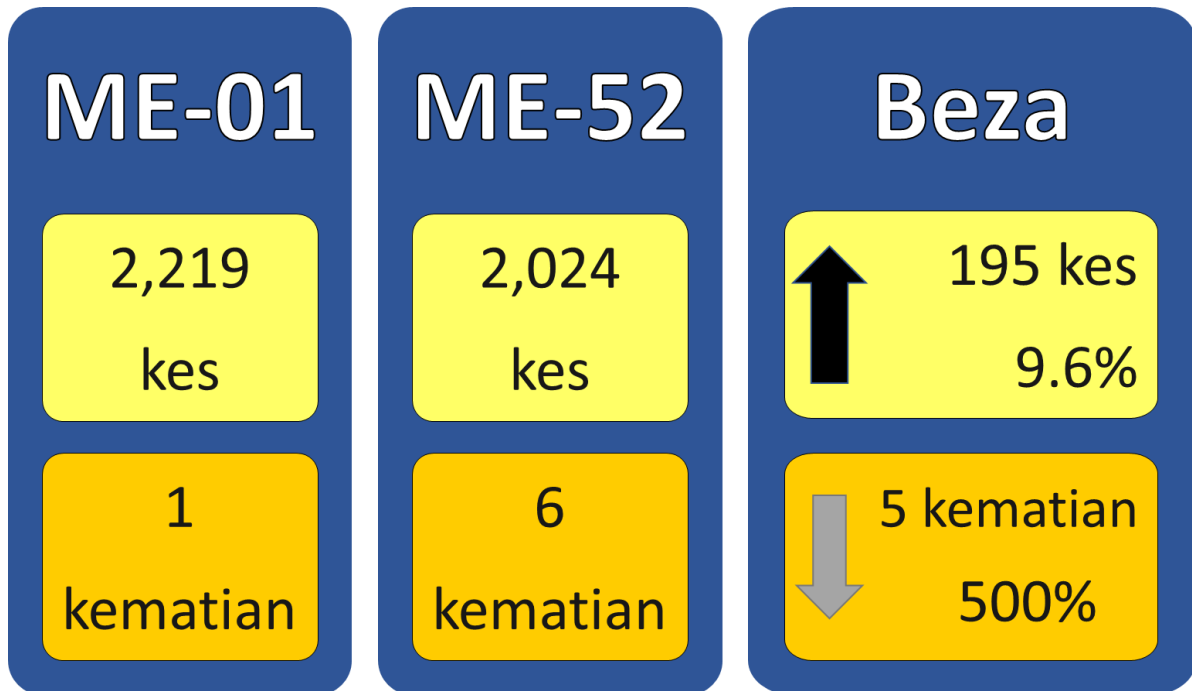 ME-01
2,219
kes
1
kematian
ME-52
2,024
kes
6
kematian
Beza
195 kes
9.6%
5 kematian
500%